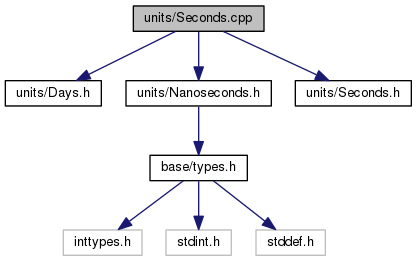 units/Seconds.cpp
units/Days.h
units/Nanoseconds.h
units/Seconds.h
base/types.h
inttypes.h
stdint.h
stddef.h